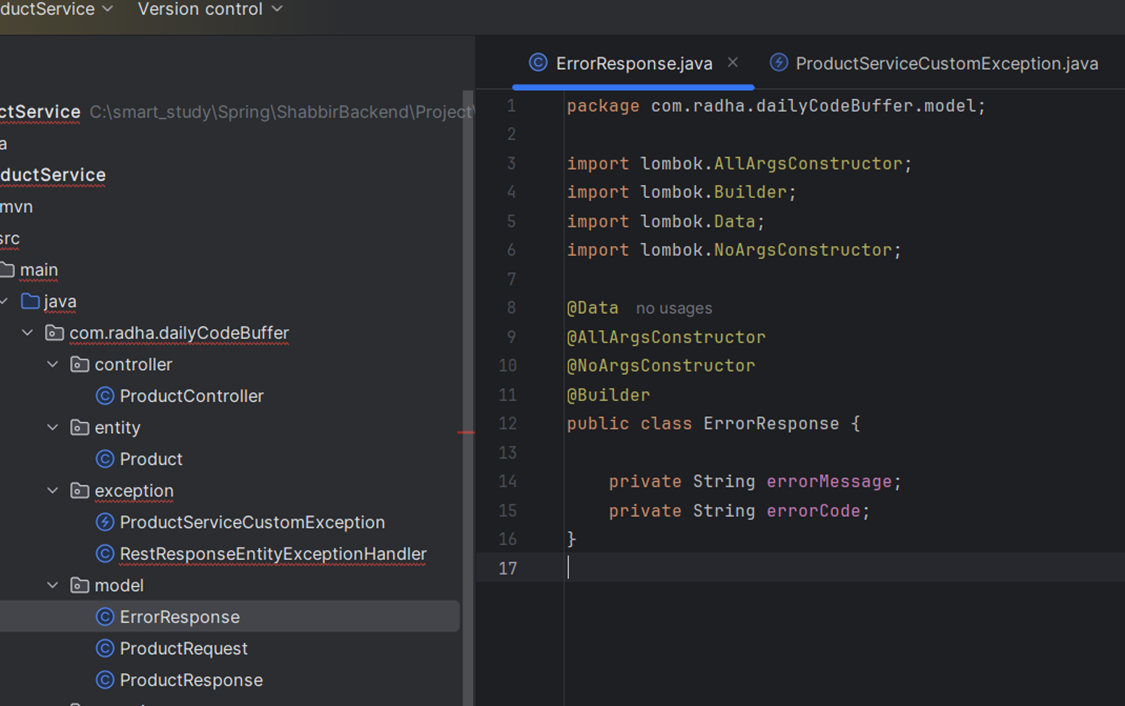 ductService Version control
ErrorResponse.java ProductServiceCustomException.java
ctService C:\smart_study\Spring\ShabbirBackend\Project\
a
ductService
mvn
src
main
java
com.radha.dailyCodeBuffer
controller
ProductController
entity
Product
exception
ProductServiceCustomException
RestResponseEntityExceptionHandler
model
ErrorResponse
ProductRequest
ProductResponse
1 package com.radha.dailyCodeBuffer.model;
2
3 import lombok.AllArgsConstructor;
4 import lombok.Builder;
5 import lombok.Data;
6 import lombok.NoArgsConstructor;
7
8 @Data no usages
9 @AllArgsConstructor
10 @NoArgsConstructor
11 @Builder
12 public class ErrorResponse {
13
14 private String errorMessage;
15 private String errorCode;
16 }
17